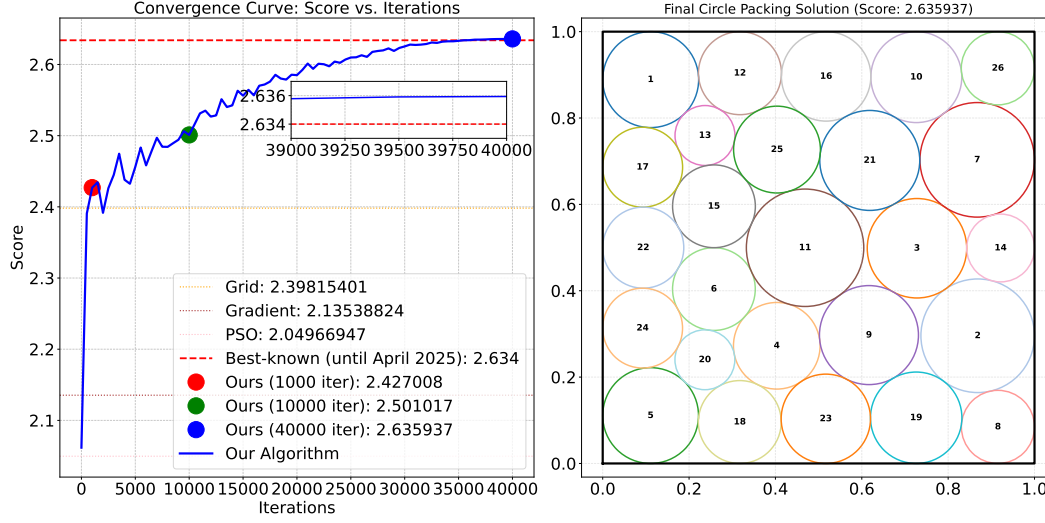 Convergence Curve: Score vs. Iterations
Score
2.6
2.5
2.4
2.3
2.2
2.1
2.636
2.634
39000 39250 39500 39750 40000
Grid: 2.39815401
Gradient: 2.13538824
PSO: 2.04966947
Best-known (until April 2025): 2.634
Ours (1000 iter): 2.427008
Ours (10000 iter): 2.501017
Ours (40000 iter): 2.635937
Our Algorithm
0 5000 10000 15000 20000 25000 30000 35000 40000
Iterations
Final Circle Packing Solution (Score: 2.635937)
1.0
0.8
0.6
0.4
0.2
0.0
1 12 16 10 26
13 25 21 7
17
15
22 11 3 14
6
24 4 9 2
20
5 18 23 19 8
0.0 0.2 0.4 0.6 0.8 1.0